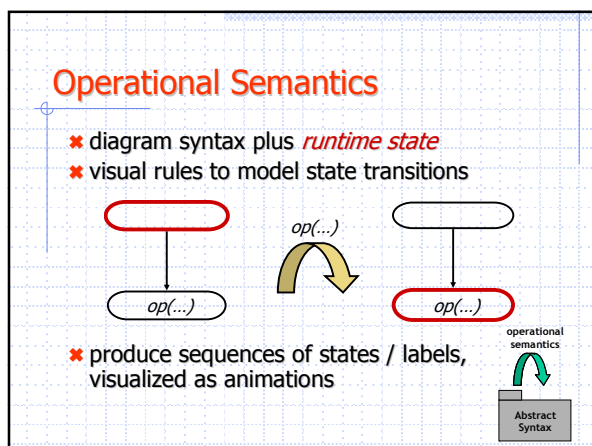 Operational Semantics
diagram syntax plus runtime state
visual rules to model state transitions
op(...)
op(...)
op(...)
produce sequences of states / labels,
visualized as animations
operational
semantics
Abstract
Syntax